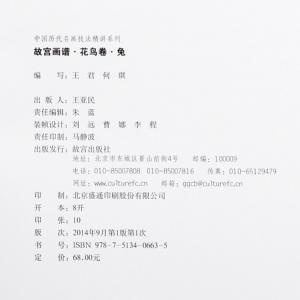 中国历代名画技法精讲系列
故宫画谱·花鸟卷·兔
编　　写：王　君　何　琪
出 版 人：王亚民
责任编辑：朱　蓝
装帧设计：刘　远　曹　娜　李　程
责任印制：马静波
出版发行：故宫出版社
地址：北京市东城区景山前街4号　邮编：100009
电话：010-85007808　010-85007816　传真：010-65129479
网址：www.culturefc.cn　邮箱：ggcb@culturefc.cn
印　　制：北京盛通印刷股份有限公司
开　　本：8开
印　　张：10
版　　次：2014年9月第1版第1次
书　　号：ISBN 978-7-5134-0663-5
定　　价：68.00元